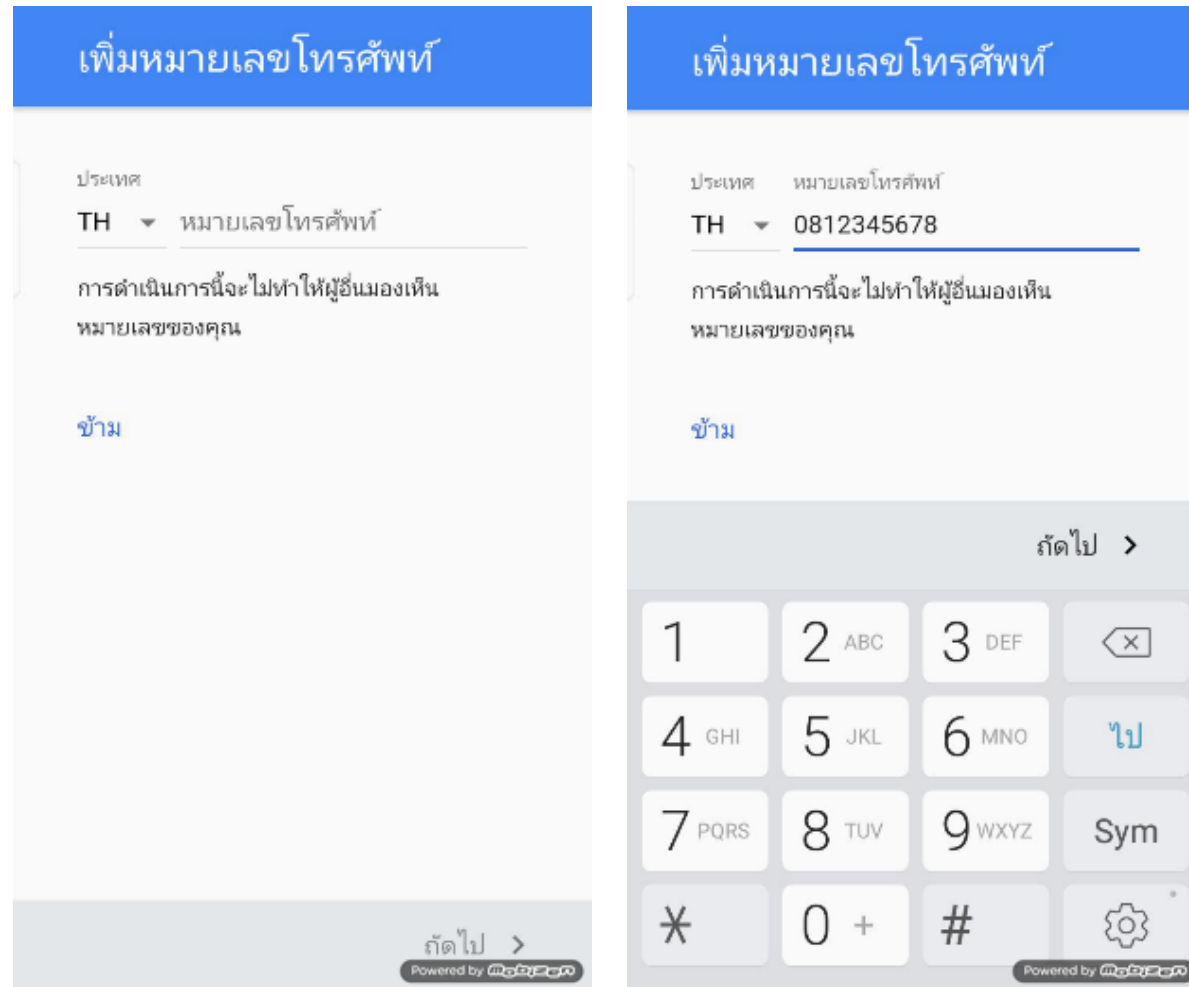 เพิ่มหมายเลขโทรศัพท์
ประเทศ
TH หมายเลขโทรศัพท์
การดำเนินการนี้จะไม่ทำให้ผู้อื่นมองเห็น
หมายเลขของคุณ
ข้าม
ถัดไป >
Powered by
เพิ่มหมายเลขโทรศัพท์
ประเทศ หมายเลขโทรศัพท์
TH 0812345678
การดำเนินการนี้จะไม่ทำให้ผู้อื่นมองเห็น
หมายเลขของคุณ
ข้าม
ถัดไป >
1 2 ABC 3 DEF
4 GHI 5 JKL 6 MNO ไป
7 PQRS 8 TUV 9 WXYZ Sym
* 0 + #
Powered by